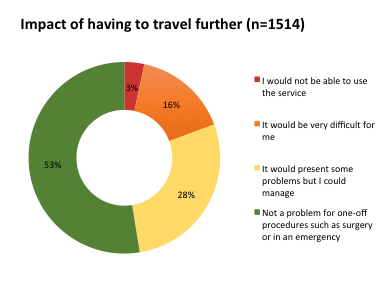 Impact of having to travel further (n=1514)
3%
16%
28%
53%
I would not be able to use
the service
It would be very difficult for
me
It would present some
problems but I could
manage
Not a problem for one-off
procedures such as surgery
or in an emergency